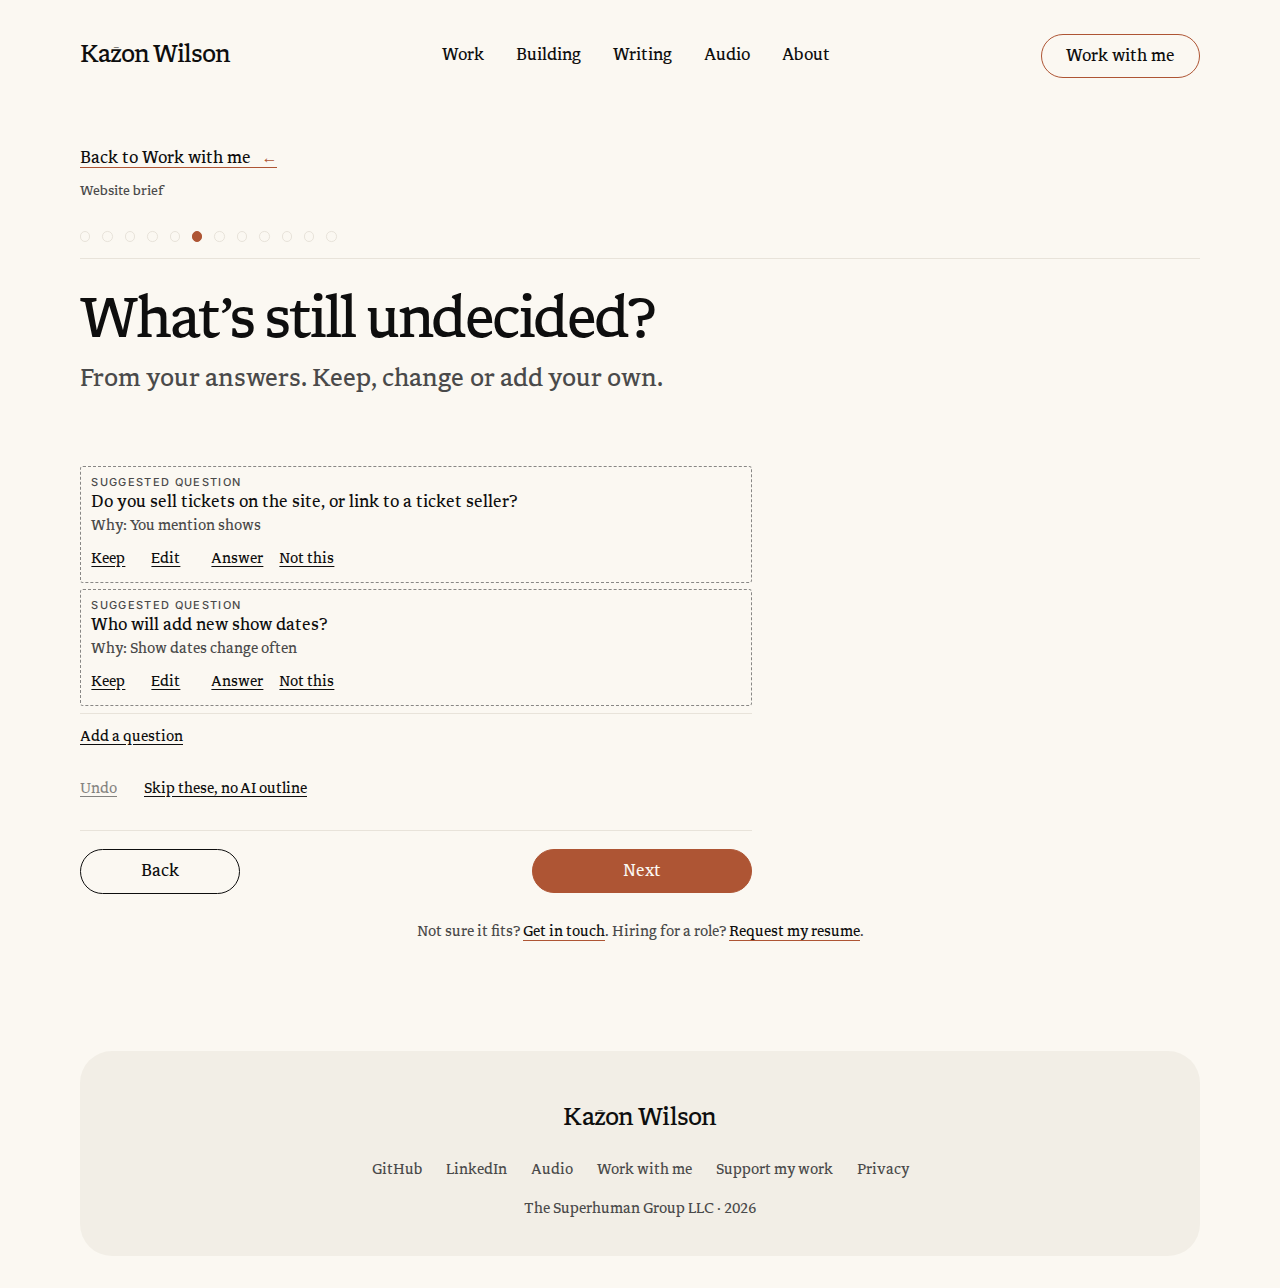 Każon Wilson
Work
Building
Writing
Audio
About
Work with me
Back to Work with me ←
Website brief
What’s still undecided?
From your answers. Keep, change or add your own.
SUGGESTED QUESTION
Do you sell tickets on the site, or link to a ticket seller?
Why: You mention shows
Keep
Edit
Answer
Not this
SUGGESTED QUESTION
Who will add new show dates?
Why: Show dates change often
Keep
Edit
Answer
Not this
Add a question
Undo
Skip these, no AI outline
Back
Next
Not sure it fits? Get in touch. Hiring for a role? Request my resume.
Każon Wilson
GitHub
LinkedIn
Audio
Work with me
Support my work
Privacy
The Superhuman Group LLC · 2026